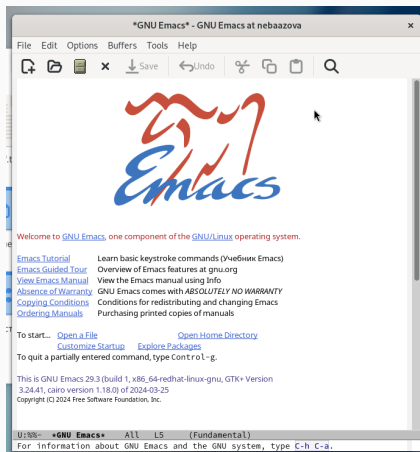 *GNU Emacs* - GNU Emacs at nebaazova
×
File Edit Options Buffers Tools Help
Save Undo
Emacs
Welcome to GNU Emacs, one component of the GNU/Linux operating system.
Emacs Tutorial Learn basic keystroke commands (Учебник Emacs)
Emacs Guided Tour Overview of Emacs features at gnu.org
View Emacs Manual View the Emacs manual using Info
Absence of Warranty GNU Emacs comes with ABSOLUTELY NO WARRANTY
Copying Conditions Conditions for redistributing and changing Emacs
Ordering Manuals Purchasing printed copies of manuals
To start... Open a File Open Home Directory
Customize Startup Explore Packages
To quit a partially entered command, type Control-g.
This is GNU Emacs 29.3 (build 1, x86_64-redhat-linux-gnu, GTK+ Version
3.24.41, cairo version 1.18.0) of 2024-03-25
Copyright (C) 2024 Free Software Foundation, Inc.
U:%%- *GNU Emacs* All L5 (Fundamental)
For information about GNU Emacs and the GNU system, type C-h C-a.